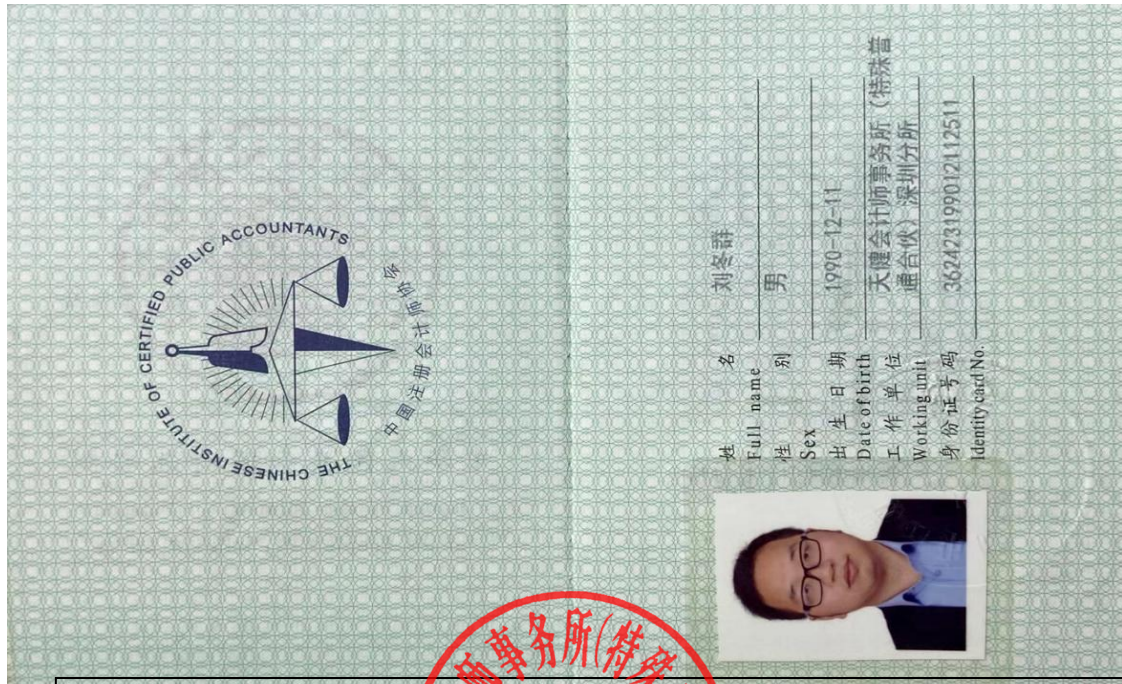 THE CHINESE INSTITUTE OF CERTIFIED PUBLIC ACCOUNTANTS
中国注册会计师协会
姓 名 刘冬群
Full name
性 别 男
Sex
出 生 日 期 1990-12-11
Date of birth
工 作 单 位 天健会计师事务所（特殊普
Working unit 通合伙）深圳分所
身 份 证 号 码 362423199012112511
Identity card No.
师事务所(特殊